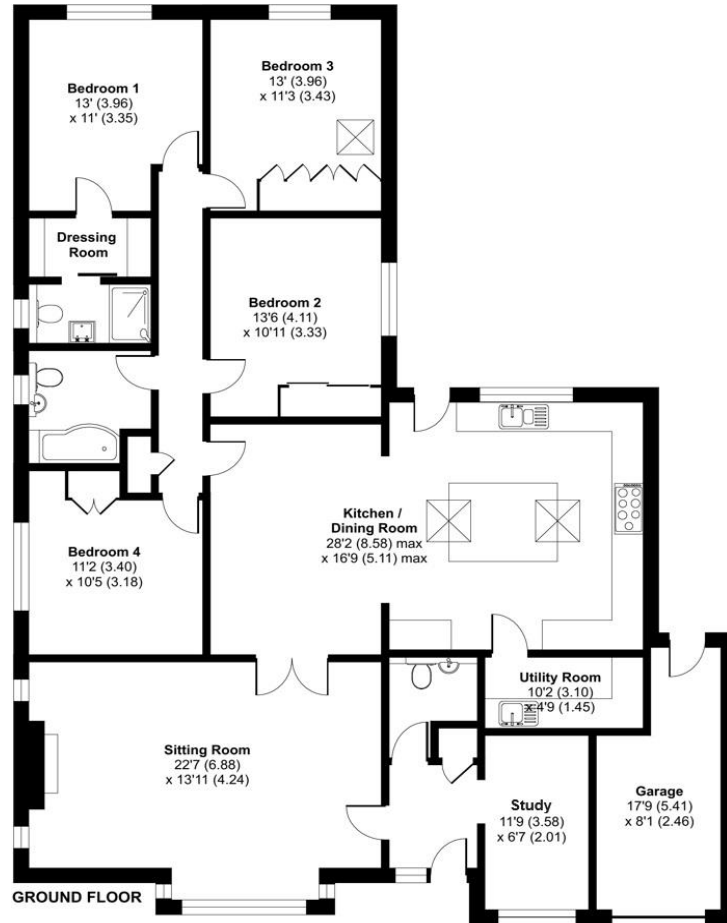 Bedroom 1
13' (3.96)
x 11' (3.35)
Bedroom 3
13' (3.96)
x 11'3 (3.43)
Dressing
Room
Bedroom 2
13'6 (4.11)
x 10'11 (3.33)
Kitchen /
Dining Room
28'2 (8.58) max
x 16'9 (5.11) max
Bedroom 4
11'2 (3.40)
x 10'5 (3.18)
Utility Room
10'2 (3.10)
x 4'9 (1.45)
Sitting Room
22'7 (6.88)
x 13'11 (4.24)
Study
11'9 (3.58)
x 6'7 (2.01)
Garage
17'9 (5.41)
x 8'1 (2.46)
GROUND FLOOR